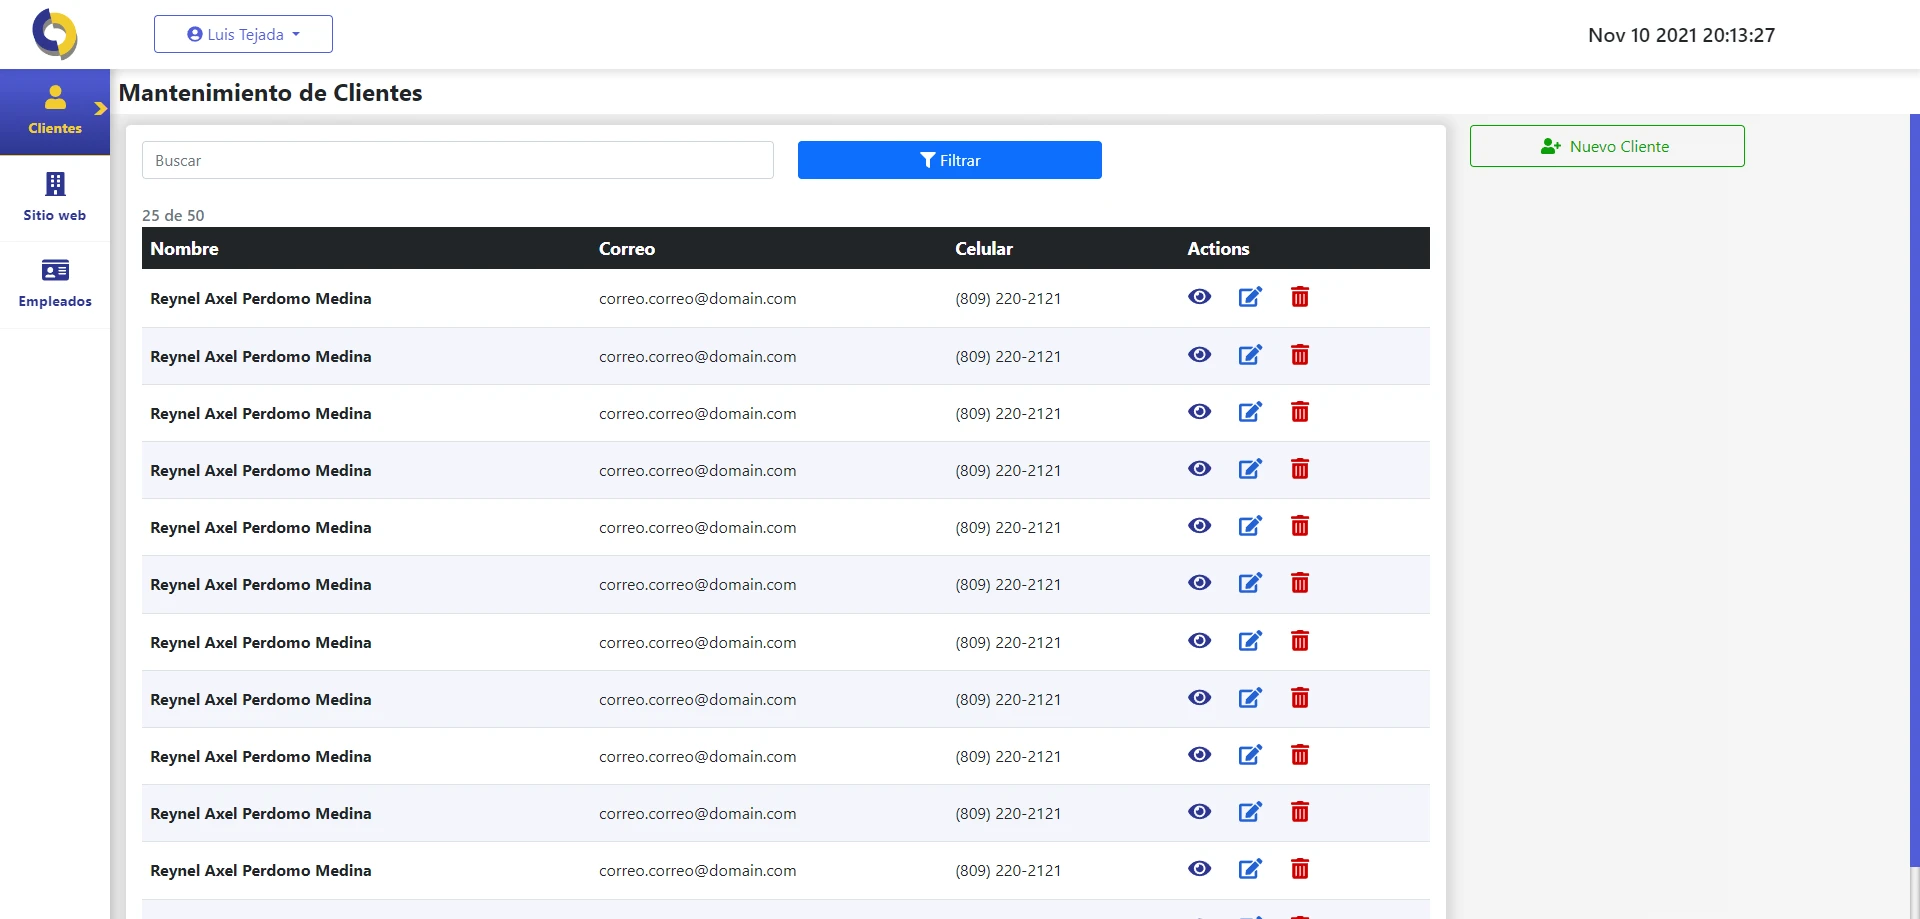 Luis Tejada
Nov 10 2021 20:13:27
Clientes
Sitio web
Empleados
Mantenimiento de Clientes
Buscar
Filtrar
Nuevo Cliente
25 de 50
Nombre Correo Celular Actions
Reynel Axel Perdomo Medina correo.correo@domain.com (809) 220-2121
Reynel Axel Perdomo Medina correo.correo@domain.com (809) 220-2121
Reynel Axel Perdomo Medina correo.correo@domain.com (809) 220-2121
Reynel Axel Perdomo Medina correo.correo@domain.com (809) 220-2121
Reynel Axel Perdomo Medina correo.correo@domain.com (809) 220-2121
Reynel Axel Perdomo Medina correo.correo@domain.com (809) 220-2121
Reynel Axel Perdomo Medina correo.correo@domain.com (809) 220-2121
Reynel Axel Perdomo Medina correo.correo@domain.com (809) 220-2121
Reynel Axel Perdomo Medina correo.correo@domain.com (809) 220-2121
Reynel Axel Perdomo Medina correo.correo@domain.com (809) 220-2121
Reynel Axel Perdomo Medina correo.correo@domain.com (809) 220-2121